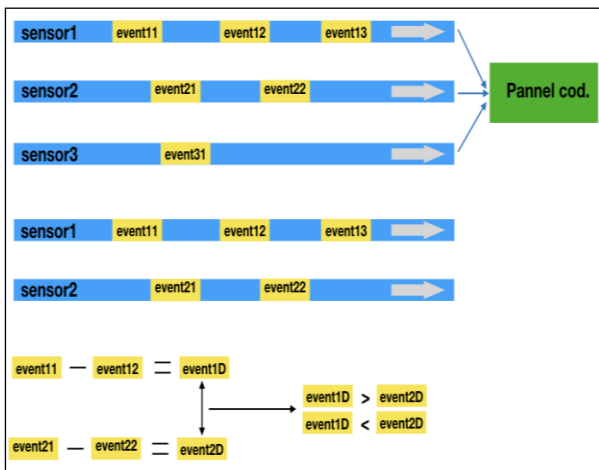 sensor1 event11 event12 event13
sensor2 event21 event22 Pannel cod.
sensor3 event31
sensor1 event11 event12 event13
sensor2 event21 event22
event11 — event12 = event1D
event1D > event2D
event1D < event2D
event21 — event22 = event2D